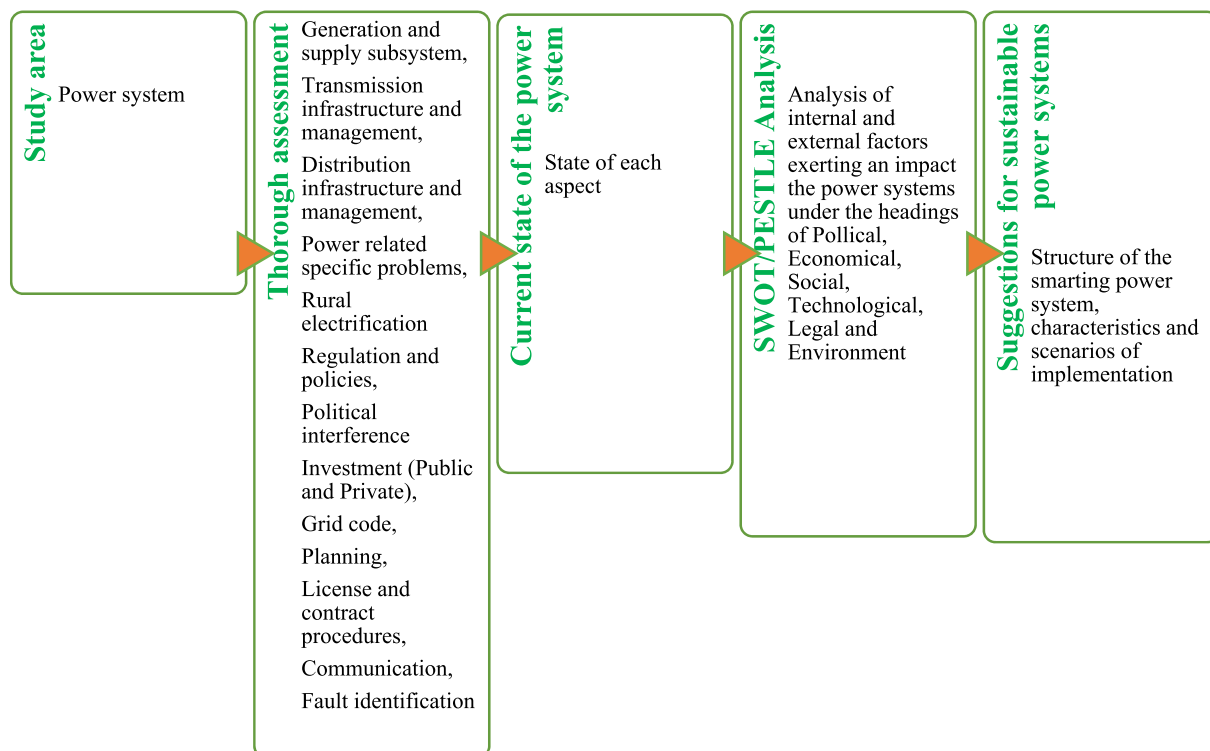 Study area
Power system
Thorough assessment
Generation and
supply subsystem,
Transmission
infrastructure and
management,
Distribution
infrastructure and
management,
Power related
specific problems,
Rural
electrification
Regulation and
policies,
Political
interference
Investment (Public
and Private),
Grid code,
Planning,
License and
contract
procedures,
Communication,
Fault identification
Current state of the power
system
State of each
aspect
SWOT/PESTLE Analysis
Analysis of
internal and
external factors
exerting an impact
the power systems
under the headings
of Pollical,
Economical,
Social,
Technological,
Legal and
Environment
Suggestions for sustainable
power systems
Structure of the
smarting power
system,
characteristics and
scenarios of
implementation